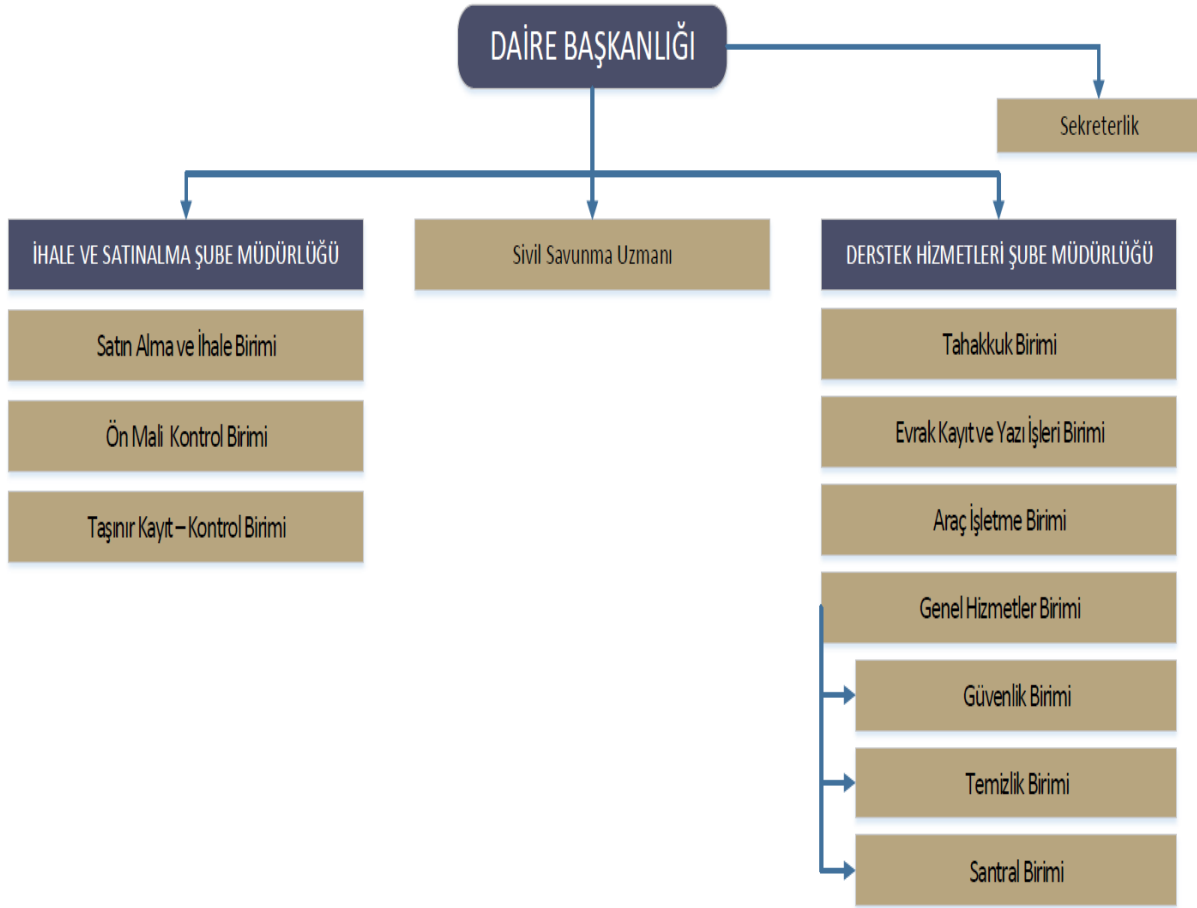 DAİRE BAŞKANLIĞI
Sekreterlik
İHALE VE SATINALMA ŞUBE MÜDÜRLÜĞÜ
Satın Alma ve İhale Birimi
Ön Mali Kontrol Birimi
Taşınır Kayıt – Kontrol Birimi
Sivil Savunma Uzmanı
DERSTEK HİZMETLERİ ŞUBE MÜDÜRLÜĞÜ
Tahakkuk Birimi
Evrak Kayıt ve Yazı İşleri Birimi
Araç İşletme Birimi
Genel Hizmetler Birimi
Güvenlik Birimi
Temizlik Birimi
Santral Birimi